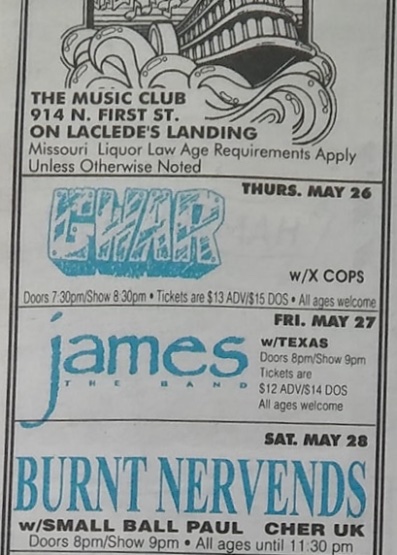 THE MUSIC CLUB
914 N. FIRST ST.
ON LACLEDE'S LANDING
Missouri Liquor Law Age Requirements Apply
Unless Otherwise Noted
THURS. MAY 26
GWAR
w/X COPS
Doors 7:30pm/Show 8:30pm • Tickets are $13 ADV/$15 DOS • All ages welcome
FRI. MAY 27
james
THE BAND
w/TEXAS
Doors 8pm/Show 9pm
Tickets are
$12 ADV/$14 DOS
All ages welcome
SAT. MAY 28
BURNT NERVENDS
w/SMALL BALL PAUL CHER UK
Doors 8pm/Show 9pm • All ages until 11:30 pm